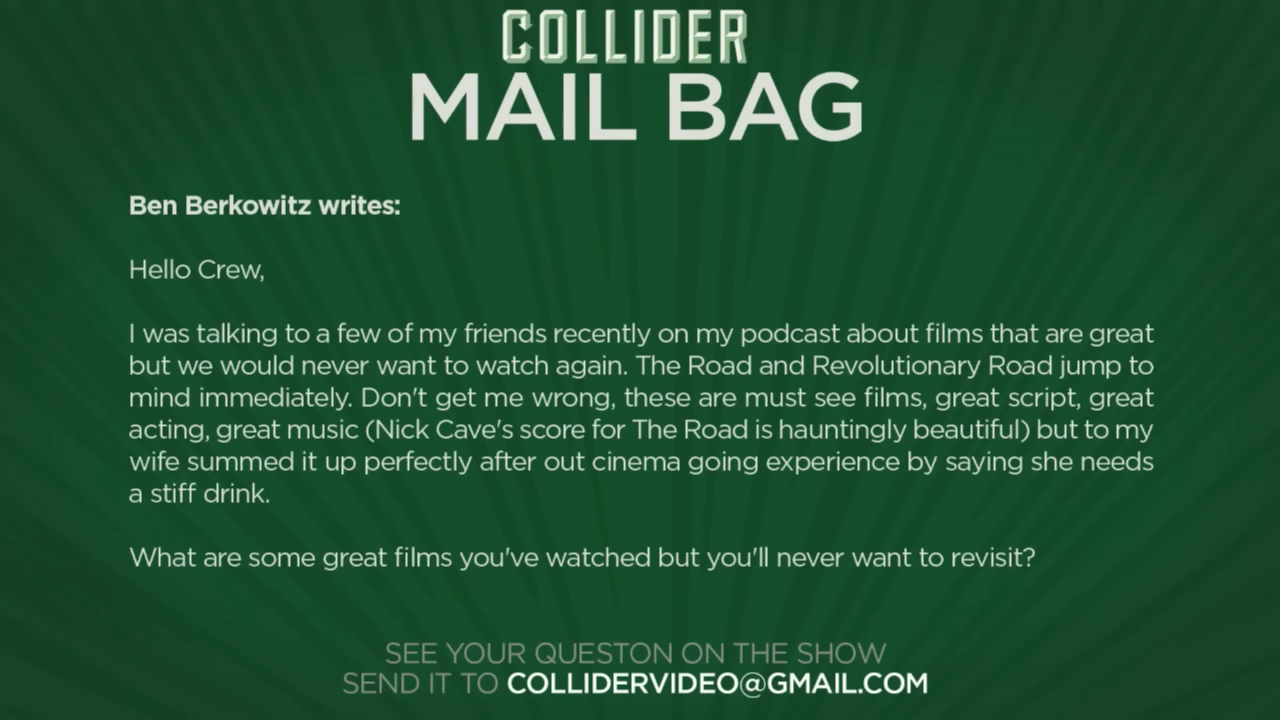 COLLIDER
MAIL BAG
Ben Berkowitz writes:
Hello Crew,
I was talking to a few of my friends recently on my podcast about films that are great
but we would never want to watch again. The Road and Revolutionary Road jump to
mind immediately. Don't get me wrong, these are must see films, great script, great
acting, great music (Nick Cave's score for The Road is hauntingly beautiful) but to my
wife summed it up perfectly after out cinema going experience by saying she needs
a stiff drink.
What are some great films you've watched but you'll never want to revisit?
SEE YOUR QUESTON ON THE SHOW
SEND IT TO COLLIDERVIDEO@GMAIL.COM